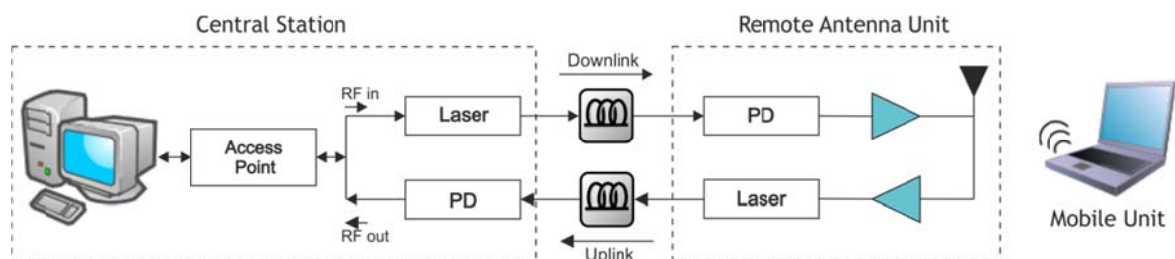 Central Station
Remote Antenna Unit
Downlink
RF in
Laser
PD
Access
Point
PD
Laser
RF out
Uplink
Mobile Unit